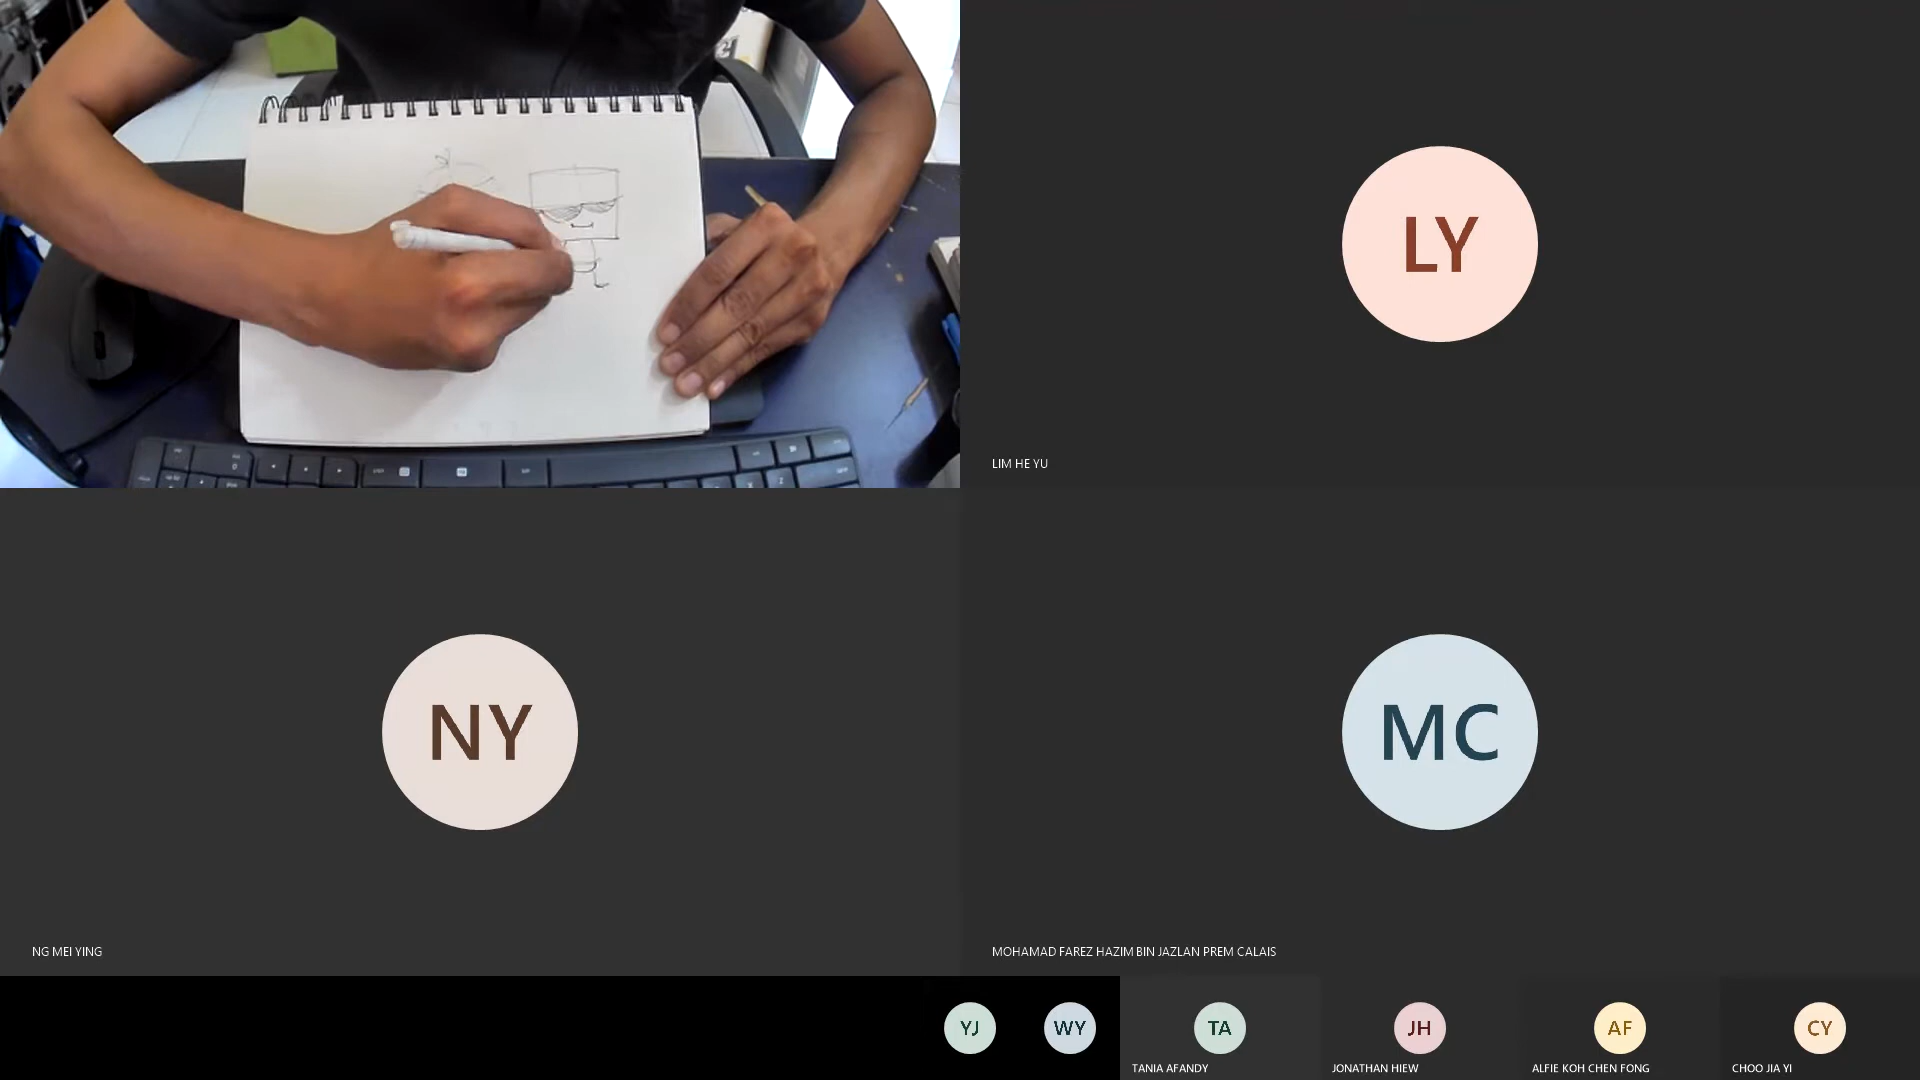 LY
LIM HE YU
NY
NG MEI YING
MC
MOHAMAD FAREZ HAZIM BIN JAZLAN PREM CALAIS
YJ
WY
TA
TANIA AFANDY
JH
JONATHAN HIEW
AF
ALFIE KOH CHEN FONG
CY
CHOO JIA YI